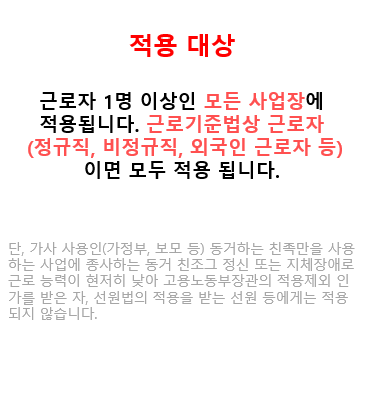 적용 대상
근로자 1명 이상인 모든 사업장에
적용됩니다. 근로기준법상 근로자
(정규직, 비정규직, 외국인 근로자 등)
이면 모두 적용 됩니다.
단, 가사 사용인(가정부, 보모 등) 동거하는 친족만을 사용
하는 사업에 종사하는 동거 친조그 정신 또는 지체장애로
근로 능력이 현저히 낮아 고용노동부장관의 적용제외 인
가를 받은 자, 선원법의 적용을 받는 선원 등에게는 적용
되지 않습니다.